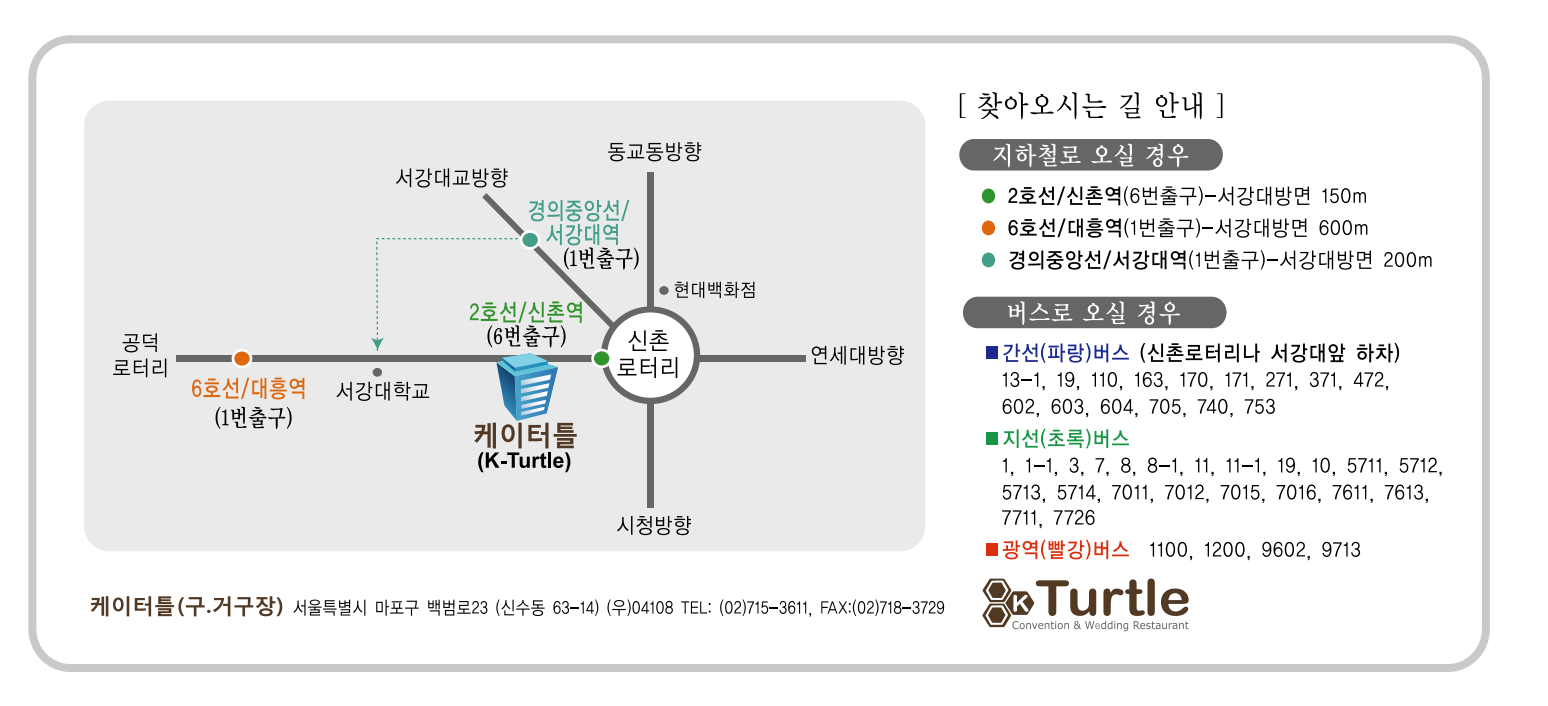 동교동방향
서강대교방향
경의중앙선/
서강대역
(1번출구)
현대백화점
2호선/신촌역
(6번출구)
신촌
로터리
공덕
로터리
연세대방향
6호선/대흥역
(1번출구)
서강대학교
케이터틀
(K-Turtle)
시청방향
케이터틀(구.거구장) 서울특별시 마포구 백범로23 (신수동 63-14) (우)04108 TEL: (02)715-3611, FAX:(02)718-3729
[ 찾아오시는 길 안내 ]
지하철로 오실 경우
2호선/신촌역(6번출구)-서강대방면 150m
6호선/대흥역(1번출구)-서강대방면 600m
경의중앙선/서강대역(1번출구)-서강대방면 200m
버스로 오실 경우
간선(파랑)버스 (신촌로터리나 서강대앞 하차)
13-1, 19, 110, 163, 170, 171, 271, 371, 472,
602, 603, 604, 705, 740, 753
지선(초록)버스
1, 1-1, 3, 7, 8, 8-1, 11, 11-1, 19, 10, 5711, 5712,
5713, 5714, 7011, 7012, 7015, 7016, 7611, 7613,
7711, 7726
광역(빨강)버스 1100, 1200, 9602, 9713
K Turtle
Convention & Wedding Restaurant